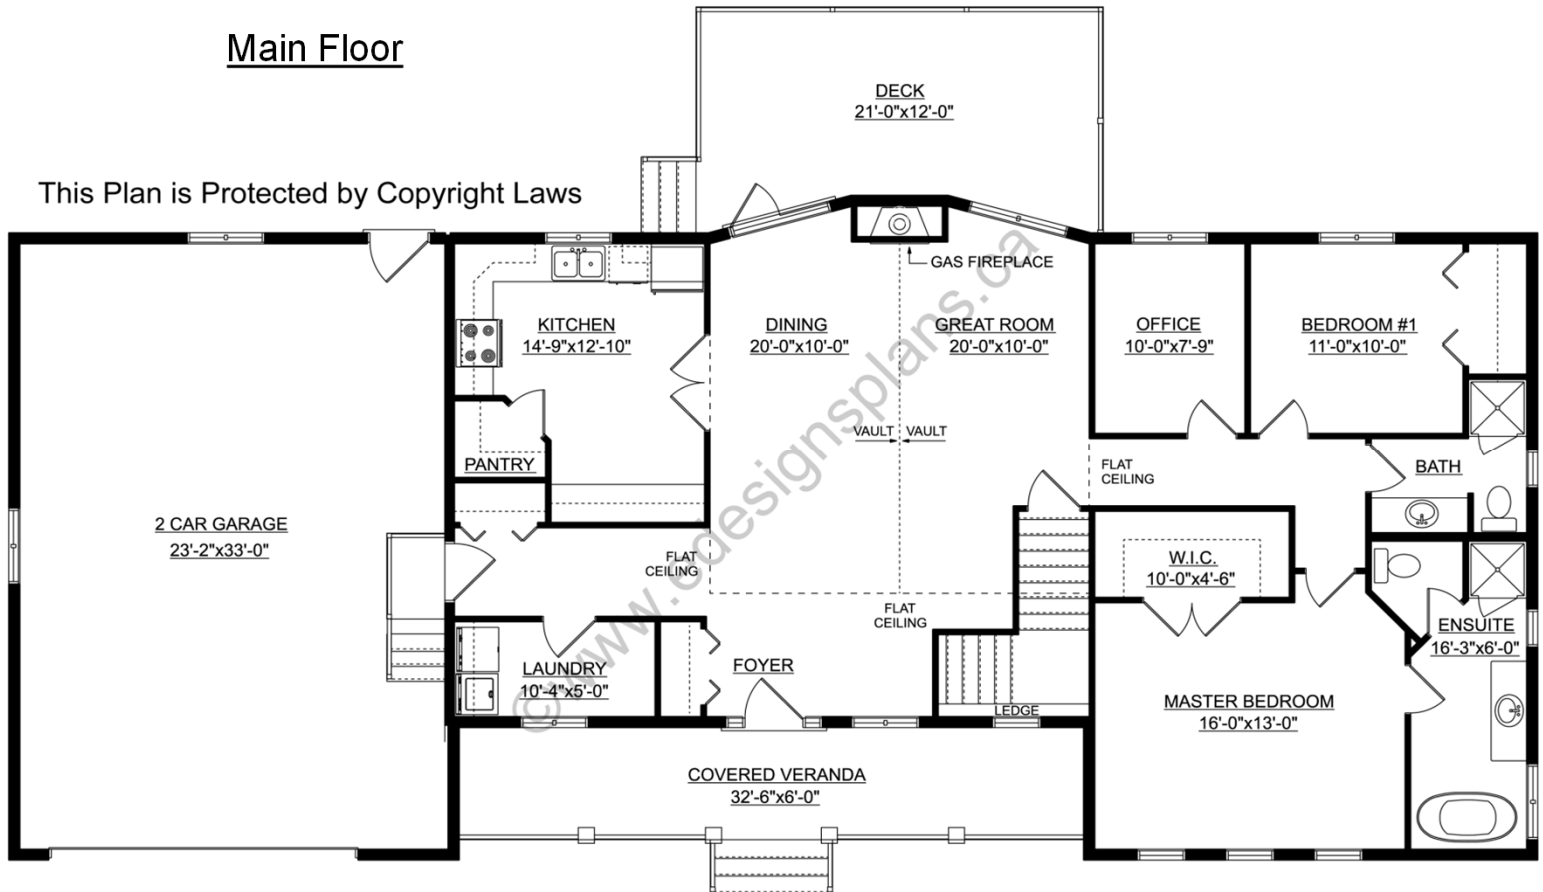 Main Floor
DECK
21'-0"x12'-0"
This Plan is Protected by Copyright Laws
GAS FIREPLACE
KITCHEN
14'-9"x12'-10"
DINING
20'-0"x10'-0"
GREAT ROOM
20'-0"x10'-0"
OFFICE
10'-0"x7'-9"
BEDROOM #1
11'-0"x10'-0"
VAULT
VAULT
PANTRY
FLAT
CEILING
BATH
2 CAR GARAGE
23'-2"x33'-0"
FLAT
CEILING
W.I.C.
10'-0"x4'-6"
FLAT
CEILING
ENSUITE
16'-3"x6'-0"
LAUNDRY
10'-4"x5'-0"
FOYER
MASTER BEDROOM
16'-0"x13'-0"
LEDGE
COVERED VERANDA
32'-6"x6'-0"
©www.edesignsplans.ca